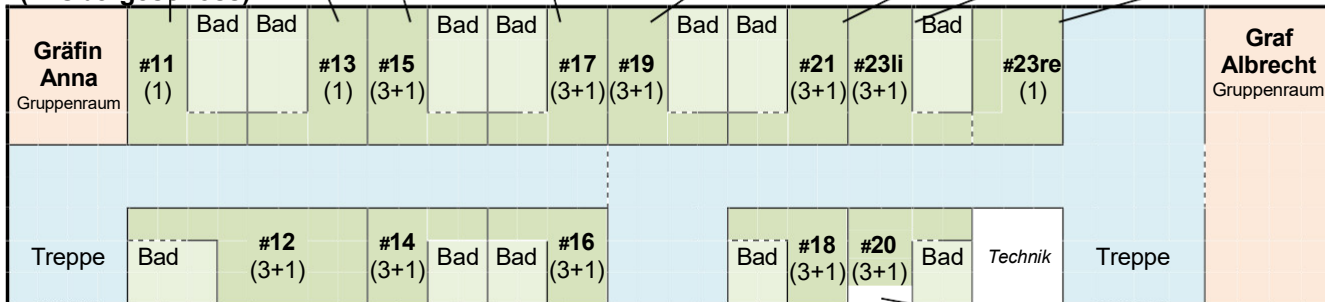 Bad Bad Bad Bad Bad Bad Bad
Gräfin
Anna
Gruppenraum
#11
(1)
#13
(1)
#15
(3+1)
#17
(3+1)
#19
(3+1)
#21
(3+1)
#23li
(3+1)
#23re
(1)
Graf
Albrecht
Gruppenraum
Treppe
Bad
#12
(3+1)
#14
(3+1)
Bad
Bad
#16
(3+1)
Bad
#18
(3+1)
#20
(3+1)
Bad
Technik
Treppe